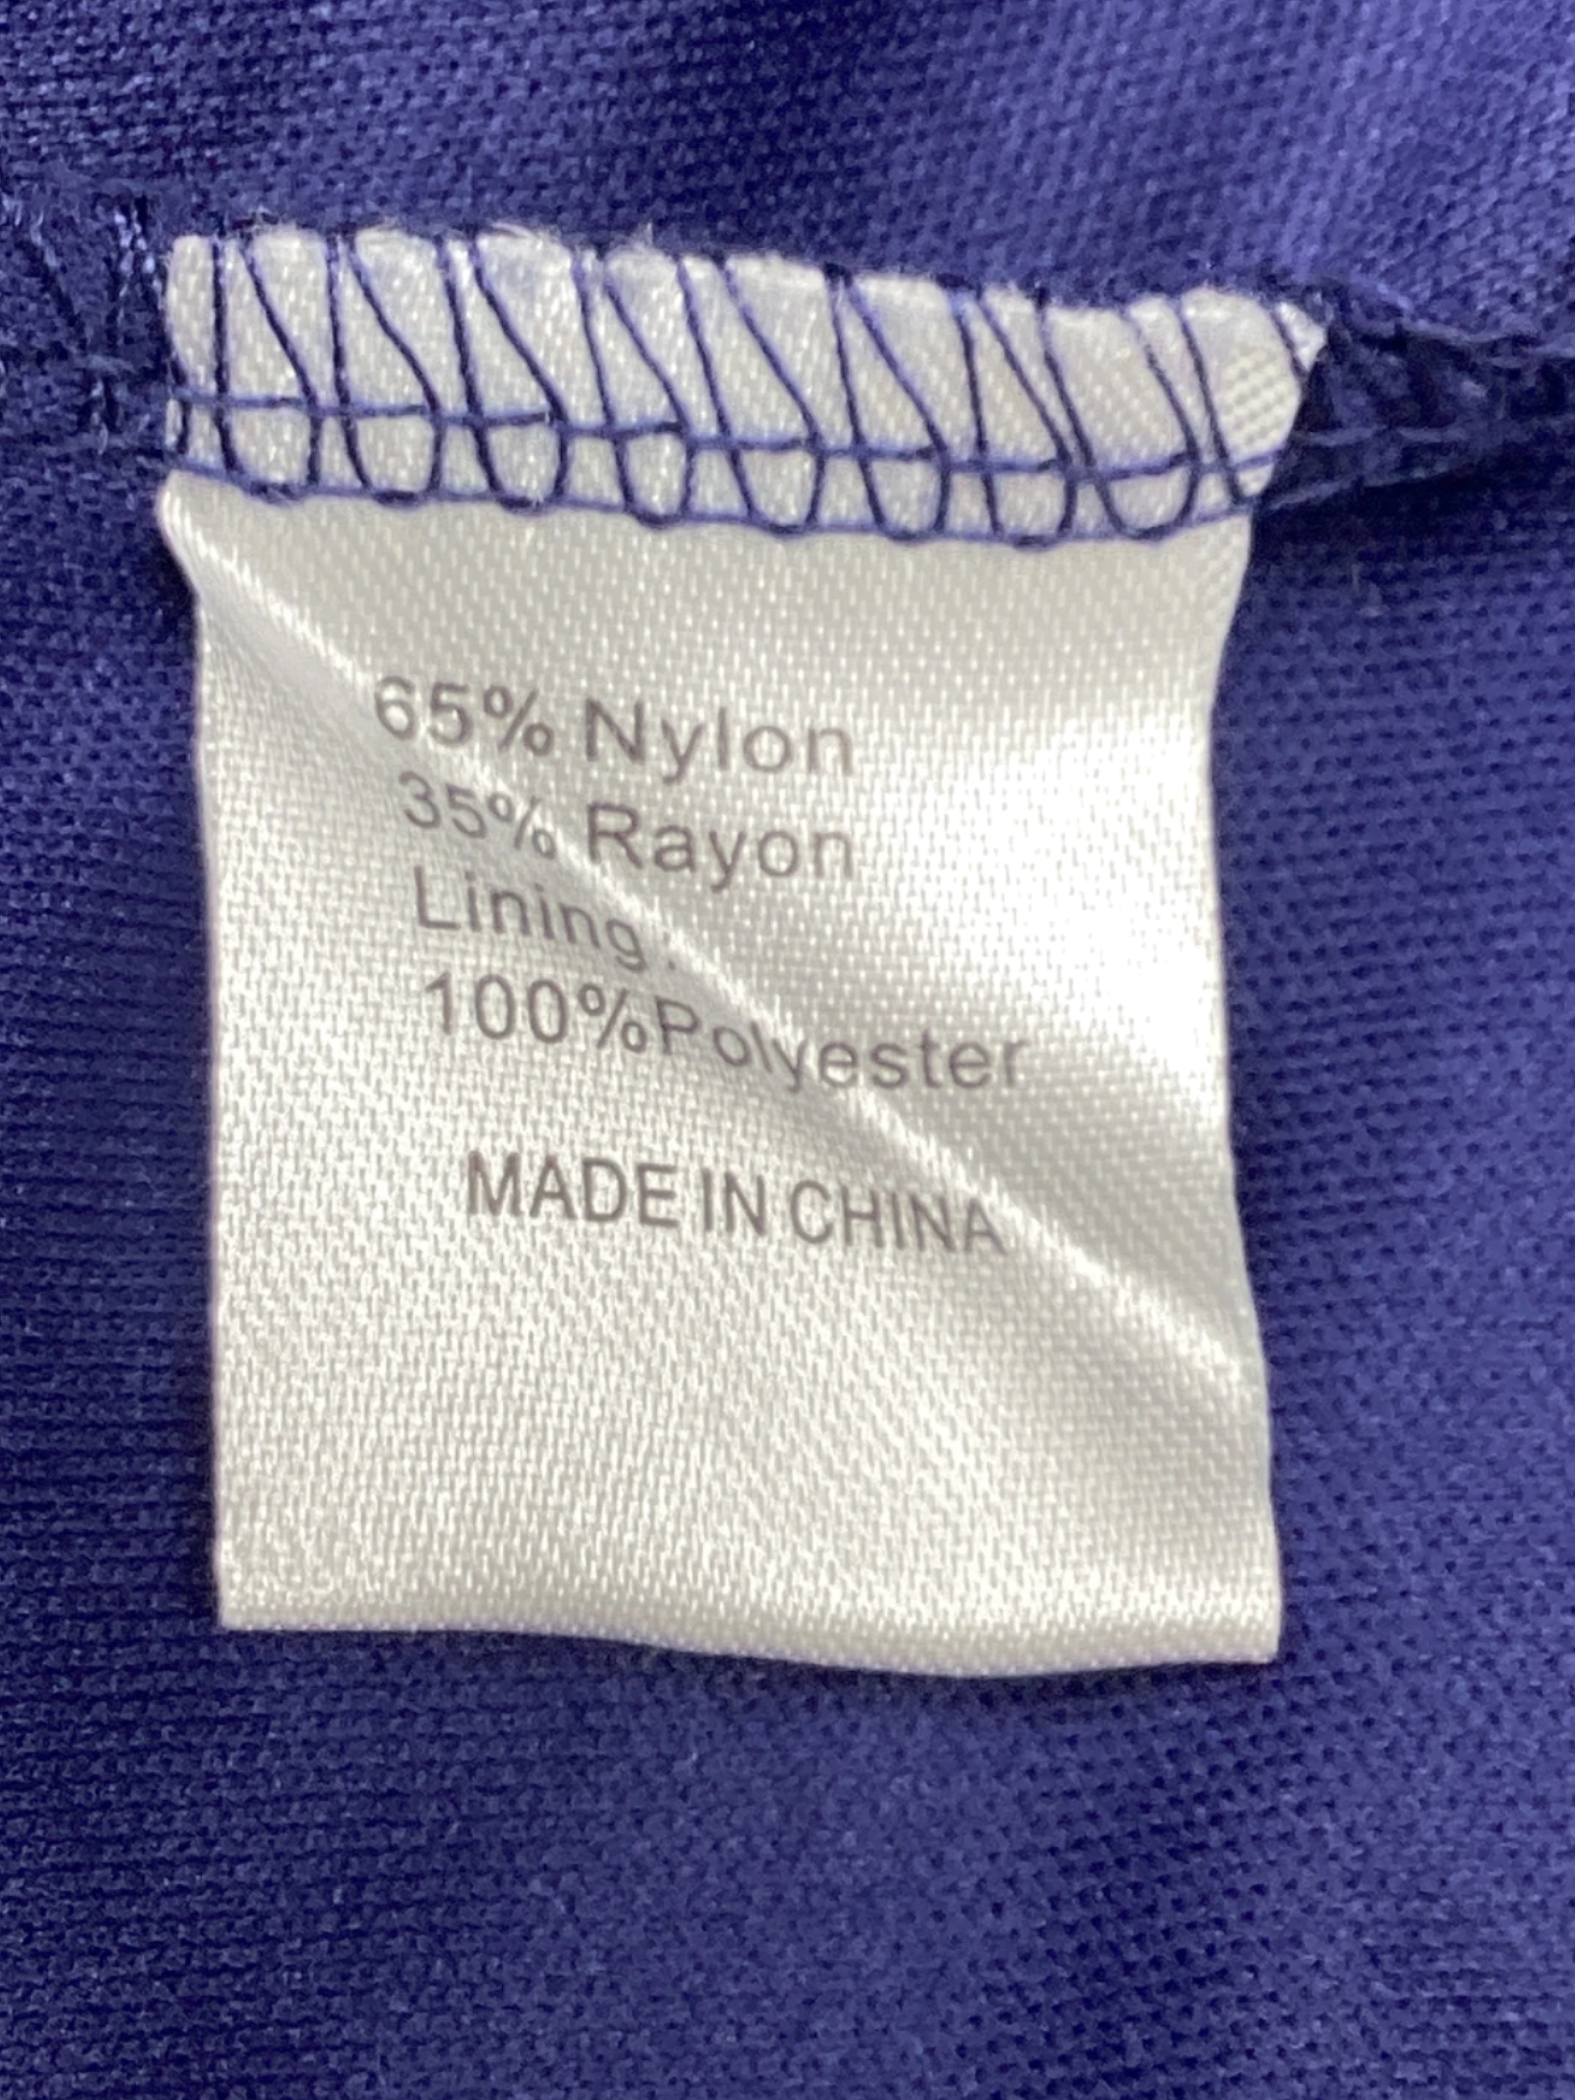 65% Nylon
35% Rayon
Lining:
100%Polyester
MADE IN CHINA